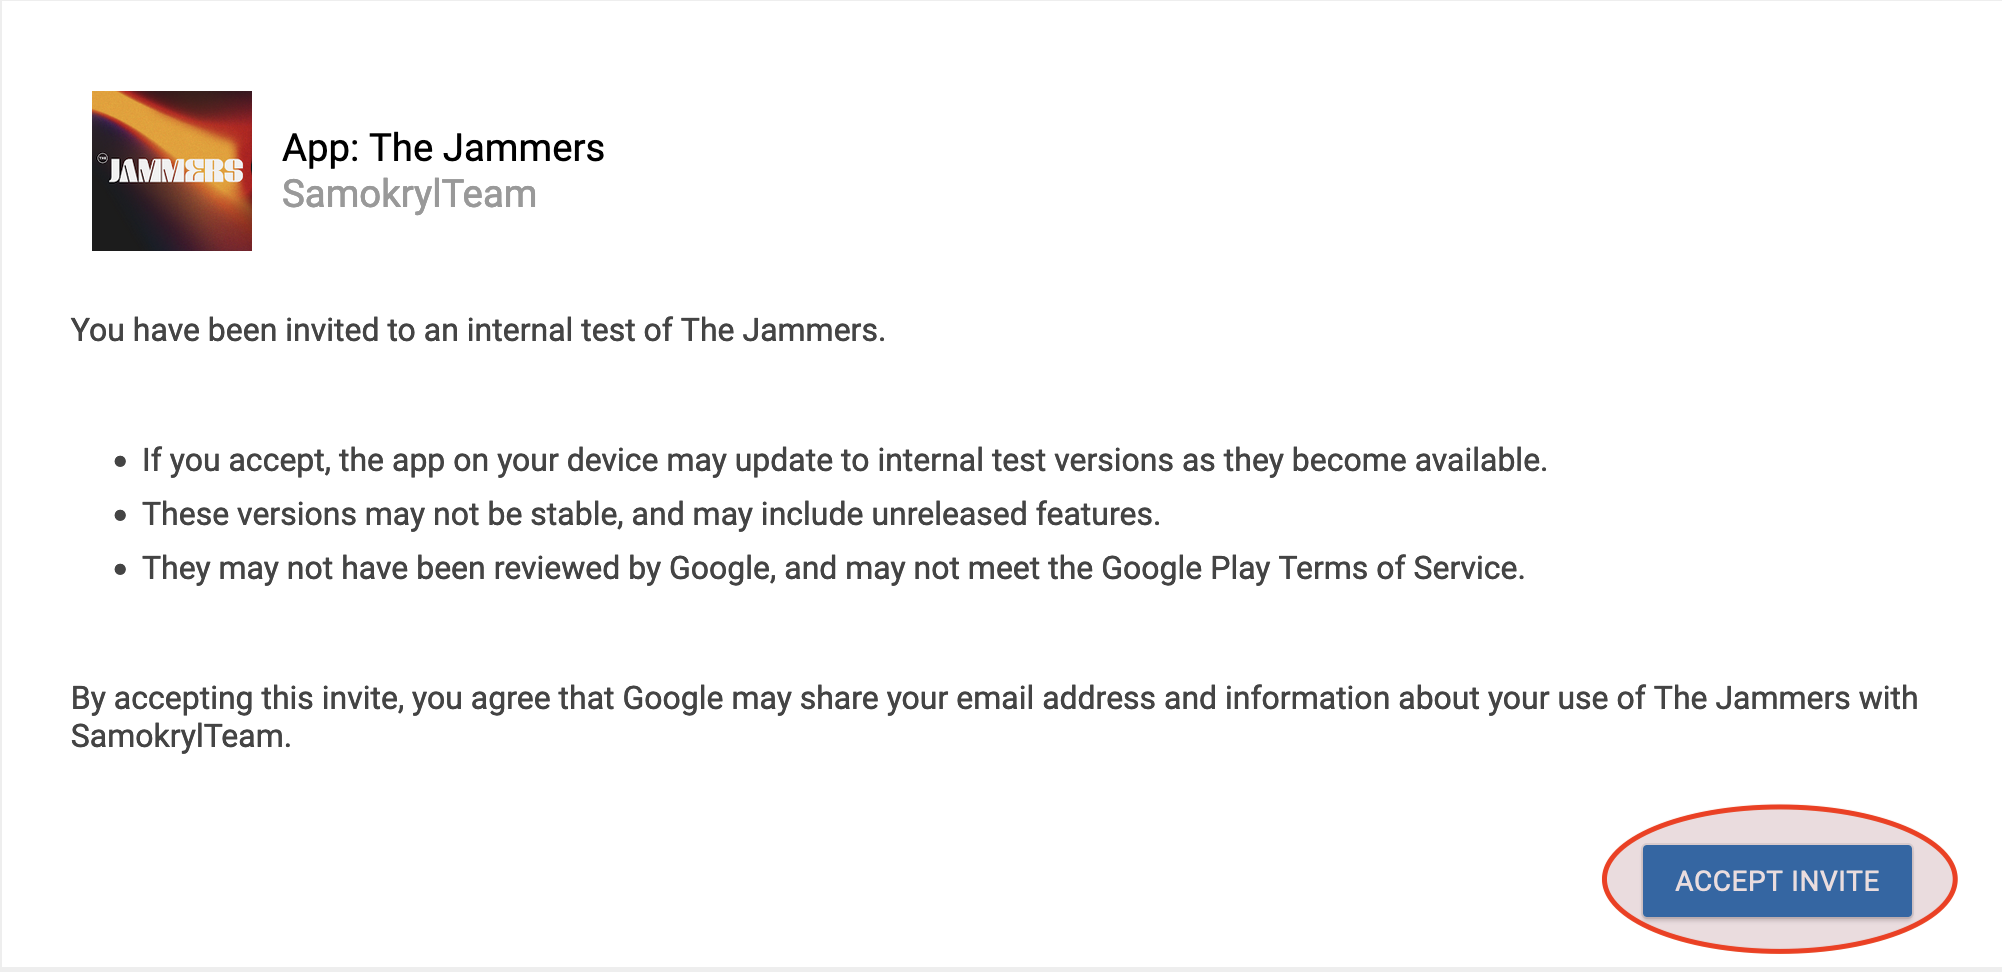 THE
JAMMERS
App: The Jammers
SamokrylTeam
You have been invited to an internal test of The Jammers.
• If you accept, the app on your device may update to internal test versions as they become available.
• These versions may not be stable, and may include unreleased features.
• They may not have been reviewed by Google, and may not meet the Google Play Terms of Service.
By accepting this invite, you agree that Google may share your email address and information about your use of The Jammers with
SamokrylTeam.
ACCEPT INVITE